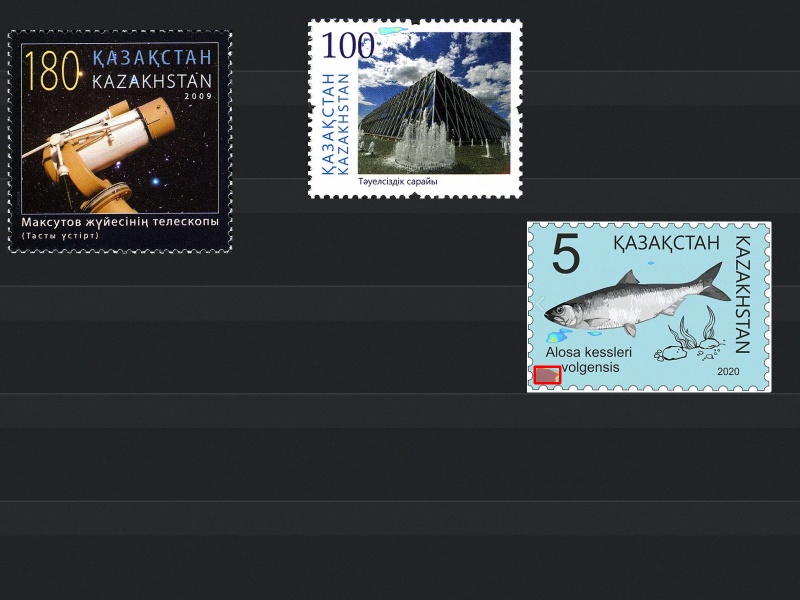 180
ҚАЗАҚСТАН
KAZAKHSTAN
2009
Максутов жүйесінің телескопы
(Тасты үстірт)
100
ҚАЗАҚСТАН
KAZAKHSTAN
Тәуелсіздік сарайы
5
ҚАЗАҚСТАН
KAZAKHSTAN
Alosa kessleri
volgensis
2020